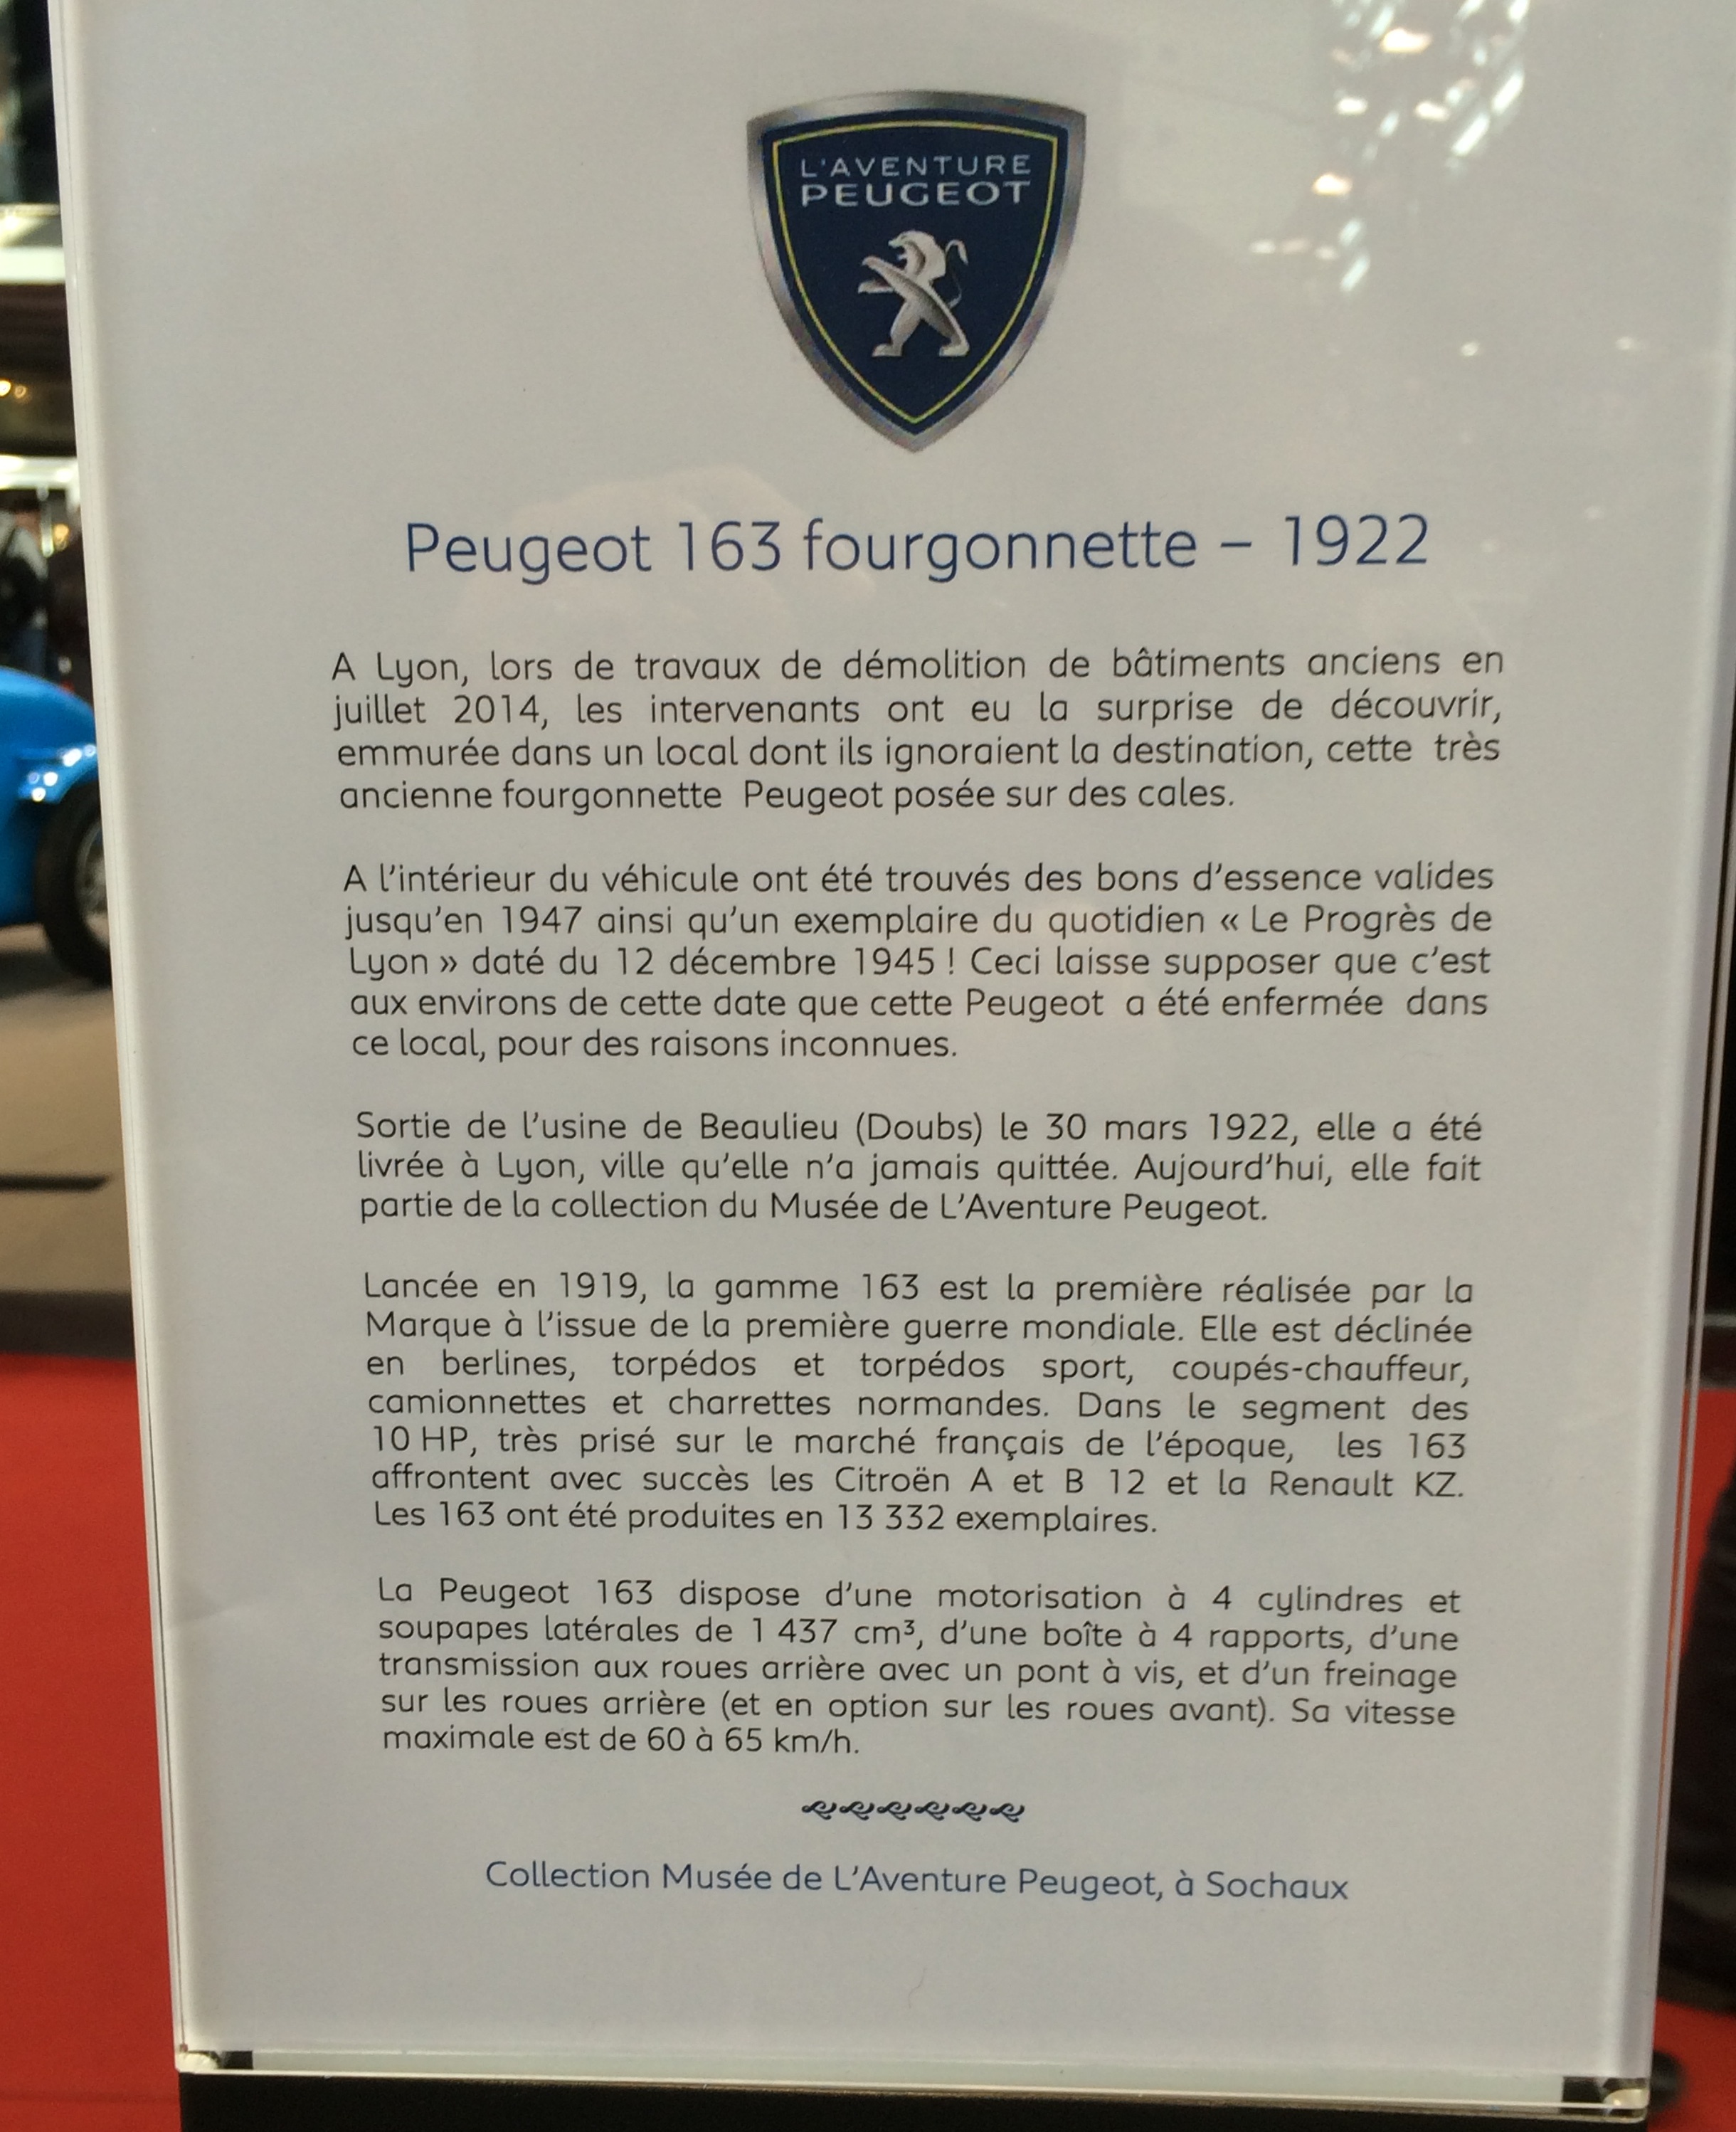 L'AVENTURE
PEUGEOT
Peugeot 163 fourgonnette – 1922
A Lyon, lors de travaux de démolition de bâtiments anciens en
juillet 2014, les intervenants ont eu la surprise de découvrir,
emmurée dans un local dont ils ignoraient la destination, cette très
ancienne fourgonnette Peugeot posée sur des cales.
A l'intérieur du véhicule ont été trouvés des bons d'essence valides
jusqu'en 1947 ainsi qu'un exemplaire du quotidien « Le Progrès de
Lyon » daté du 12 décembre 1945 ! Ceci laisse supposer que c'est
aux environs de cette date que cette Peugeot a été enfermée dans
ce local, pour des raisons inconnues.
Sortie de l'usine de Beaulieu (Doubs) le 30 mars 1922, elle a été
livrée à Lyon, ville qu'elle n'a jamais quittée. Aujourd'hui, elle fait
partie de la collection du Musée de L'Aventure Peugeot.
Lancée en 1919, la gamme 163 est la première réalisée par la
Marque à l'issue de la première guerre mondiale. Elle est déclinée
en berlines, torpédos et torpédos sport, coupés-chauffeur,
camionnettes et charrettes normandes. Dans le segment des
10 HP, très prisé sur le marché français de l'époque, les 163
affrontent avec succès les Citroën A et B 12 et la Renault KZ.
Les 163 ont été produites en 13 332 exemplaires.
La Peugeot 163 dispose d'une motorisation à 4 cylindres et
soupapes latérales de 1 437 cm³, d'une boîte à 4 rapports, d'une
transmission aux roues arrière avec un pont à vis, et d'un freinage
sur les roues arrière (et en option sur les roues avant). Sa vitesse
maximale est de 60 à 65 km/h.
Collection Musée de L'Aventure Peugeot, à Sochaux